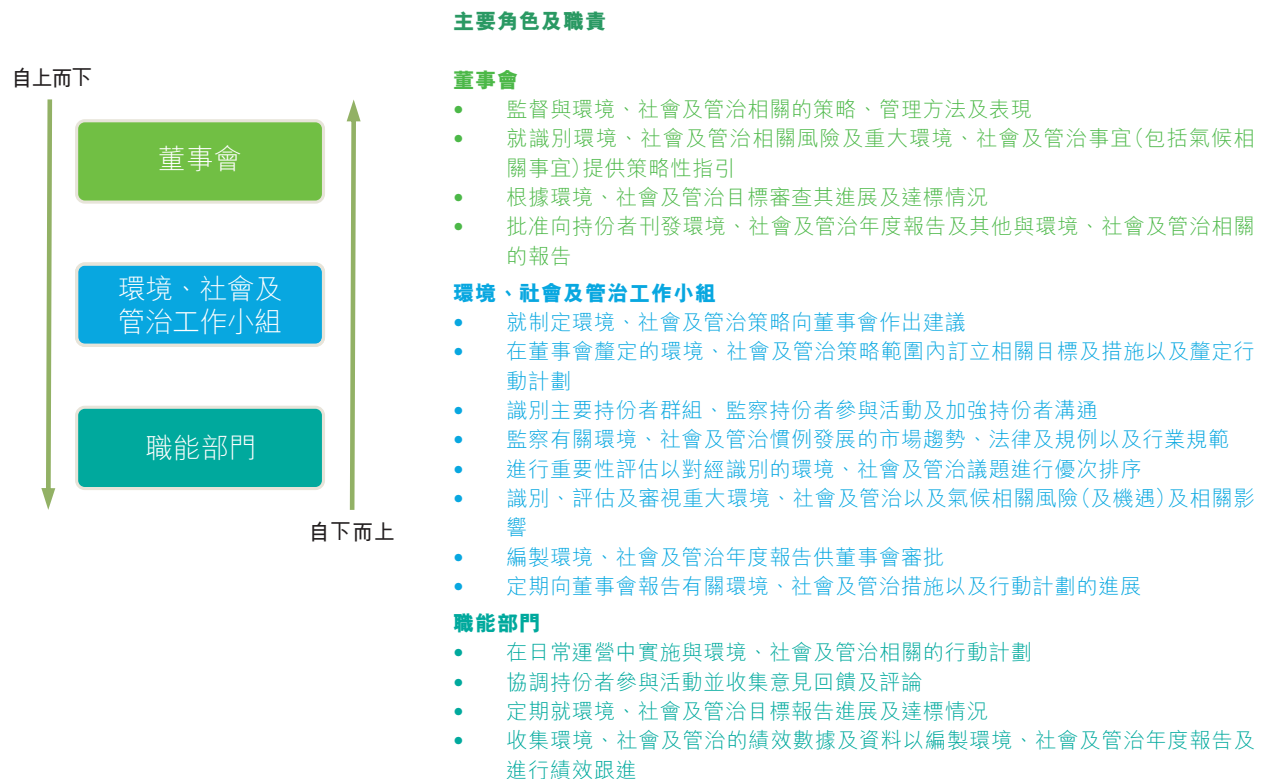 主要角色及職責
自上而下
董事會
環境、社會及
管治工作小組
職能部門
自下而上
董事會
• 監督與環境、社會及管治相關的策略、管理方法及表現
• 就識別環境、社會及管治相關風險及重大環境、社會及管治事宜(包括氣候相
關事宜)提供策略性指引
• 根據環境、社會及管治目標審查其進展及達標情況
• 批准向持份者刊發環境、社會及管治年度報告及其他與環境、社會及管治相關
的報告
環境、社會及管治工作小組
• 就制定環境、社會及管治策略向董事會作出建議
• 在董事會釐定的環境、社會及管治策略範圍內訂立相關目標及措施以及釐定行
動計劃
• 識別主要持份者群組、監察持份者參與活動及加強持份者溝通
• 監察有關環境、社會及管治慣例發展的市場趨勢、法律及規例以及行業規範
• 進行重要性評估以對經識別的環境、社會及管治議題進行優次排序
• 識別、評估及審視重大環境、社會及管治以及氣候相關風險(及機遇)及相關影
響
• 編製環境、社會及管治年度報告供董事會審批
• 定期向董事會報告有關環境、社會及管治措施以及行動計劃的進展
職能部門
• 在日常運營中實施與環境、社會及管治相關的行動計劃
• 協調持份者參與活動並收集意見回饋及評論
• 定期就環境、社會及管治目標報告進展及達標情況
• 收集環境、社會及管治的績效數據及資料以編製環境、社會及管治年度報告及
進行績效跟進